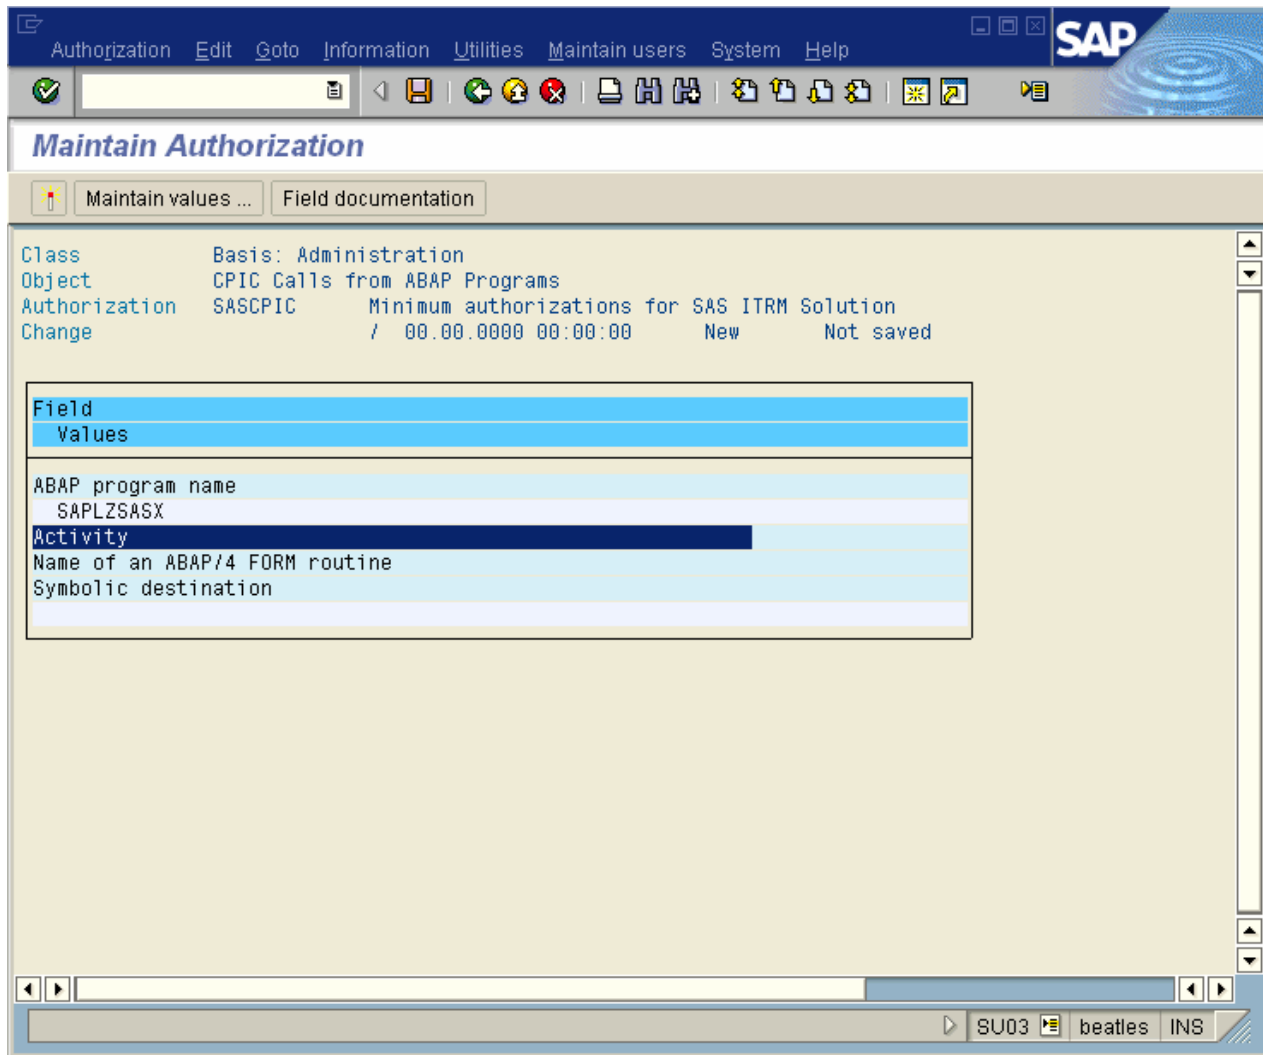 Authorization Edit Goto Information Utilities Maintain users System Help
SAP
Maintain Authorization
Maintain values ... Field documentation
Class Basis: Administration
Object CPIC Calls from ABAP Programs
Authorization SASCPIC Minimum authorizations for SAS ITRM Solution
Change / 00.00.0000 00:00:00 New Not saved
Field
Values
ABAP program name
SAPLZSASX
Activity
Name of an ABAP/4 FORM routine
Symbolic destination
SU03 beatles INS